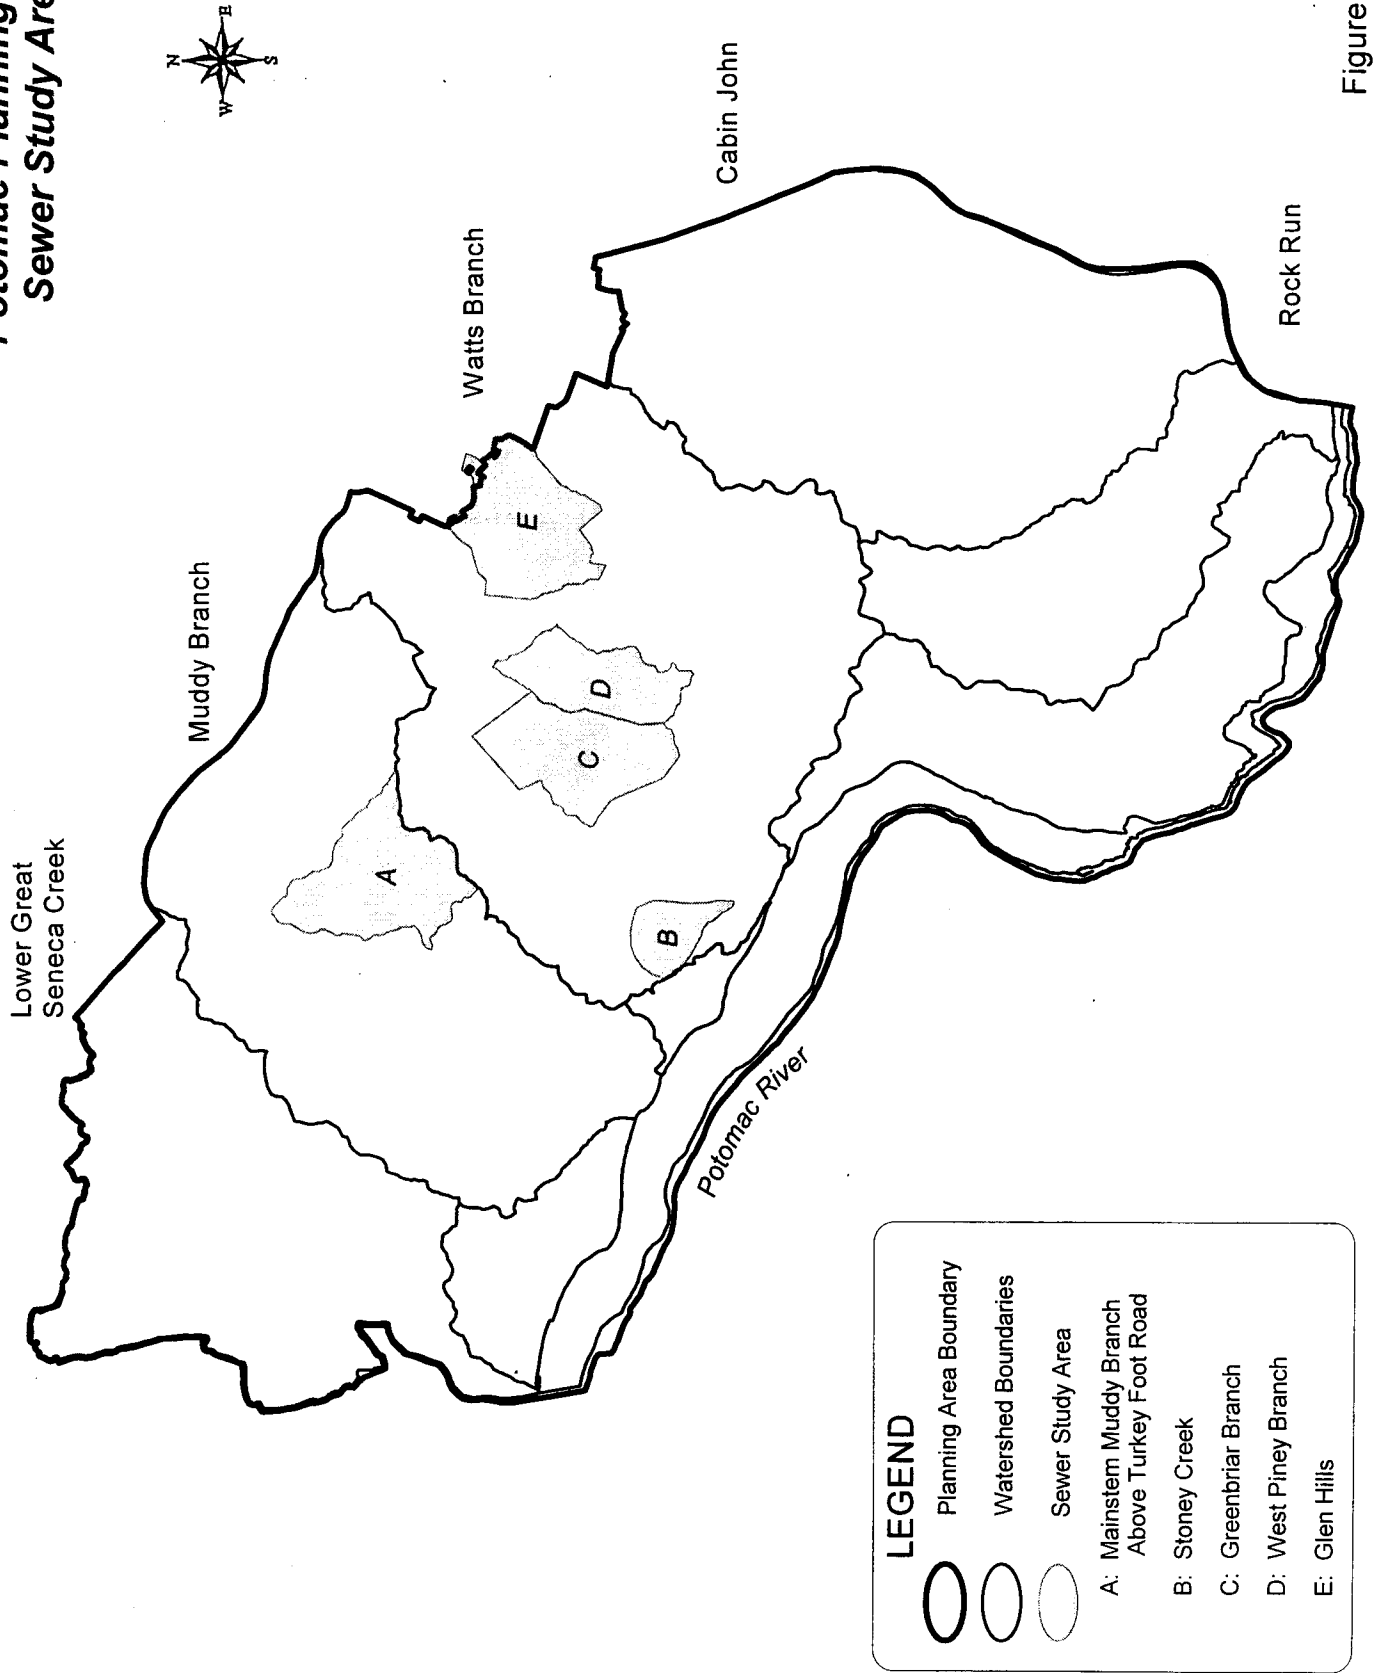 Sewer Study Are
N
W
E
S
Lower Great
Seneca Creek
Muddy Branch
Watts Branch
Cabin John
Rock Run
A
B
C
D
E
Potomac River
LEGEND
Planning Area Boundary
Watershed Boundaries
Sewer Study Area
A: Mainstem Muddy Branch
Above Turkey Foot Road
B: Stoney Creek
C: Greenbriar Branch
D: West Piney Branch
E: Glen Hills
Figure